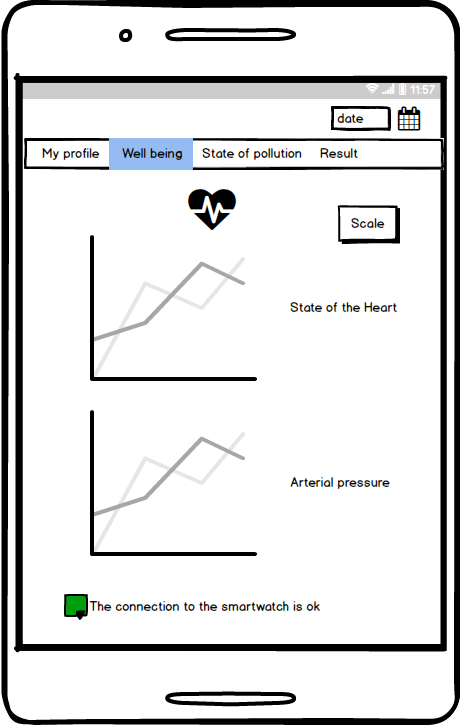 11:57
date
My profile Well being State of pollution Result
Scale
State of the Heart
Arterial pressure
The connection to the smartwatch is ok